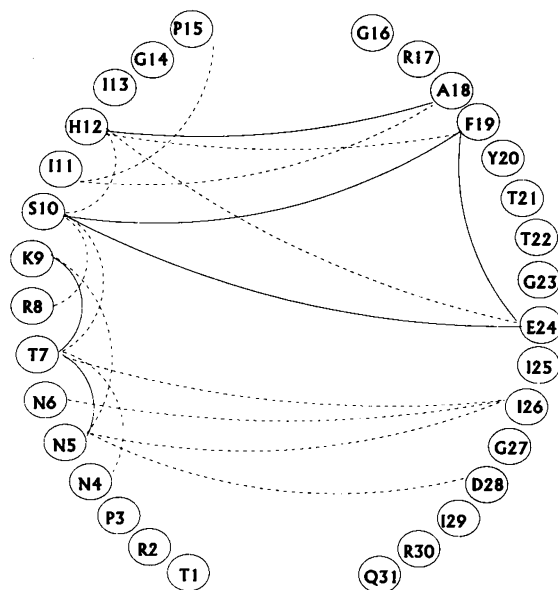 P15
G14
I13
H12
I11
S10
K9
R8
T7
N6
N5
N4
P3
R2
T1
G16
R17
A18
F19
Y20
T21
T22
G23
E24
I25
I26
G27
D28
I29
R30
Q31